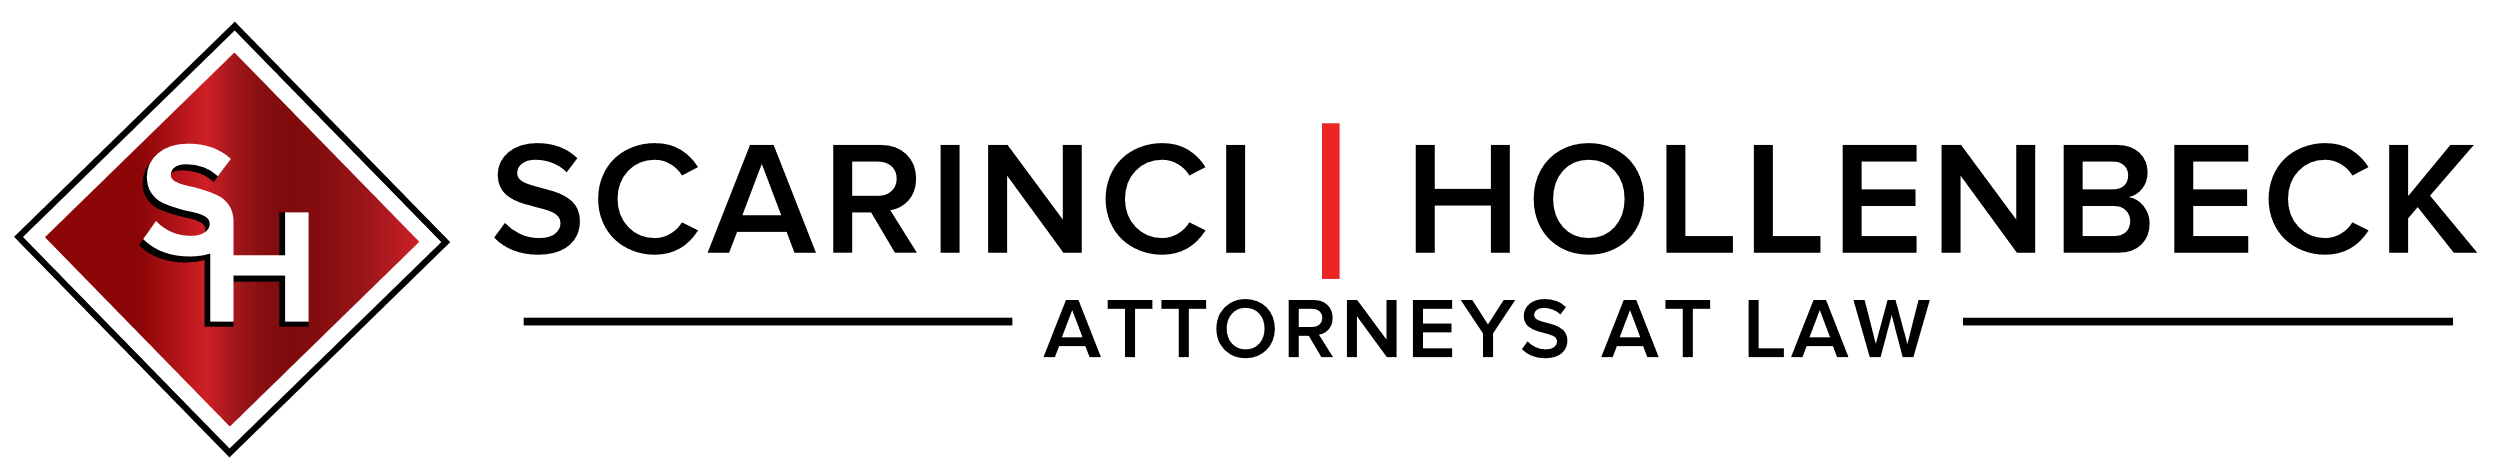 SH
SCARINCI | HOLLENBECK
ATTORNEYS AT LAW